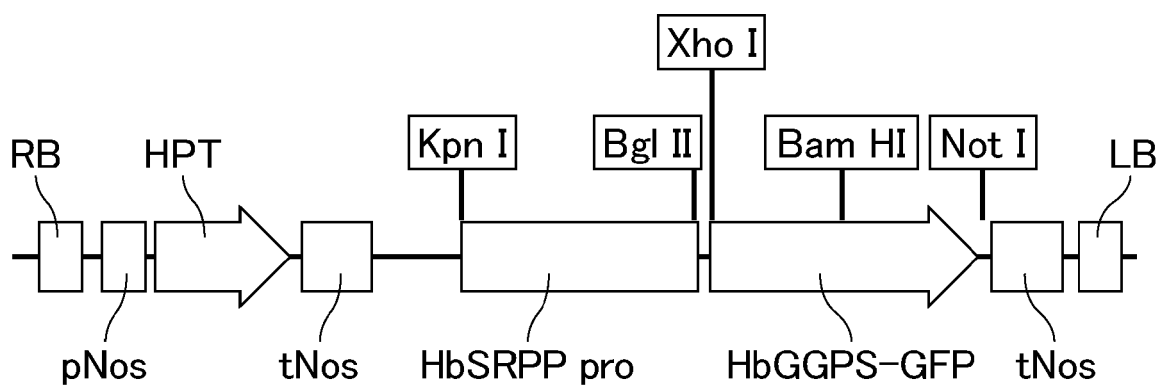 Xho I
Kpn I Bgl II Bam HI Not I
RB HPT LB
pNos tNos HbSRPP pro HbGGPS-GFP tNos